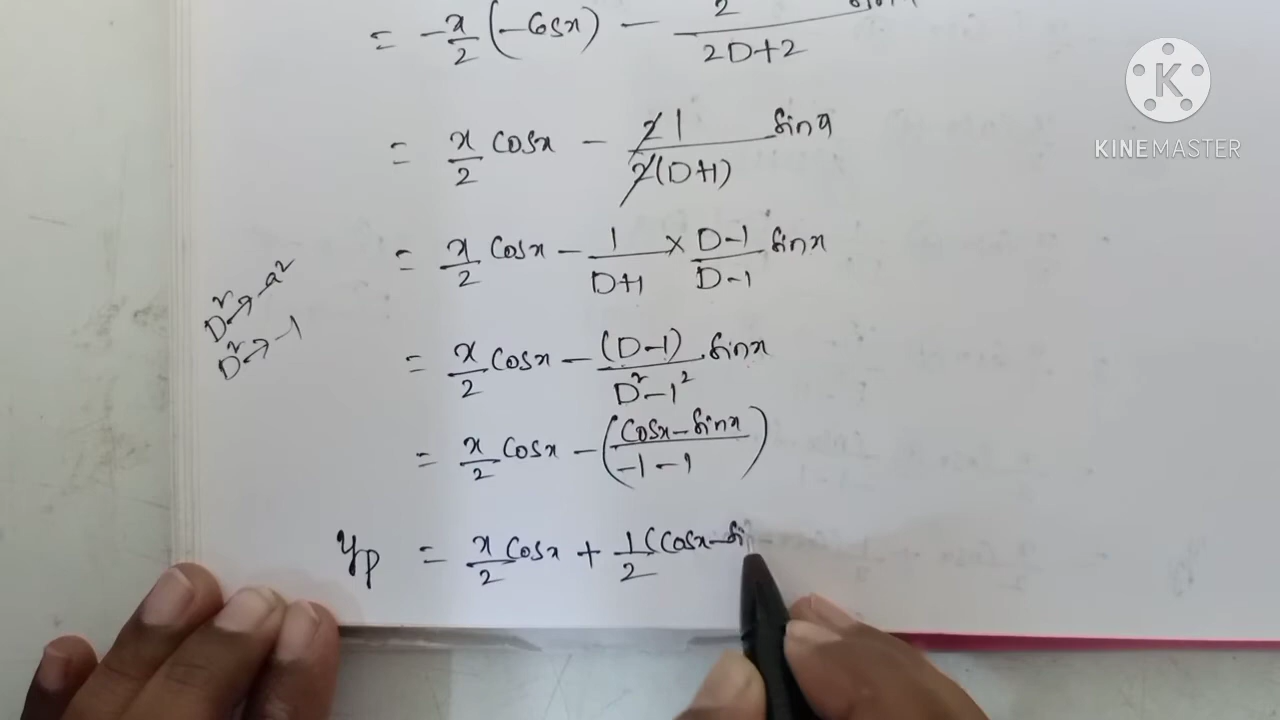 = -x/2 (-Cosx) - 2/(2D+2)
= x/2 Cosx - 2̸ 1/(2̸(D+1)) Sinx
= x/2 Cosx - 1/(D+1) × (D-1)/(D-1) Sinx
D² → -a²
D² → -1
= x/2 Cosx - (D-1)/(D²-1²) Sinx
= x/2 Cosx - ((Cosx - Sinx)/(-1-1))
yp = x/2 Cosx + 1/2 (Cosx - Si
K
KINEMASTER